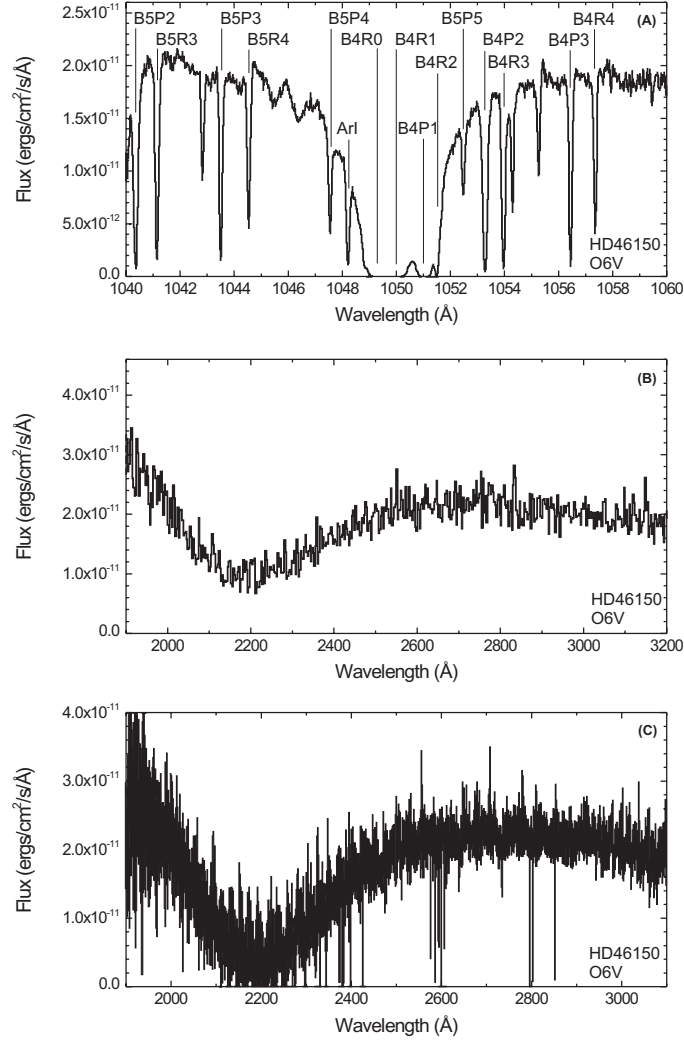 B5P2 B5P3 B5P4 B5P5 B4R4 (A)
B5R3 B5R4 B4R0 B4R1 B4P2 B4P3
B4R2 B4R3
ArI B4P1
2.5x10⁻¹¹
2.0x10⁻¹¹
1.5x10⁻¹¹
1.0x10⁻¹¹
5.0x10⁻¹²
0.0
Flux (ergs/cm²/s/Å)
HD46150
O6V
1040 1042 1044 1046 1048 1050 1052 1054 1056 1058 1060
Wavelength (Å)
(B)
4.0x10⁻¹¹
3.0x10⁻¹¹
2.0x10⁻¹¹
1.0x10⁻¹¹
0.0
Flux (ergs/cm²/s/Å)
HD46150
O6V
2000 2200 2400 2600 2800 3000 3200
Wavelength (Å)
(C)
4.0x10⁻¹¹
3.0x10⁻¹¹
2.0x10⁻¹¹
1.0x10⁻¹¹
0.0
Flux (ergs/cm²/s/Å)
HD46150
O6V
2000 2200 2400 2600 2800 3000
Wavelength (Å)